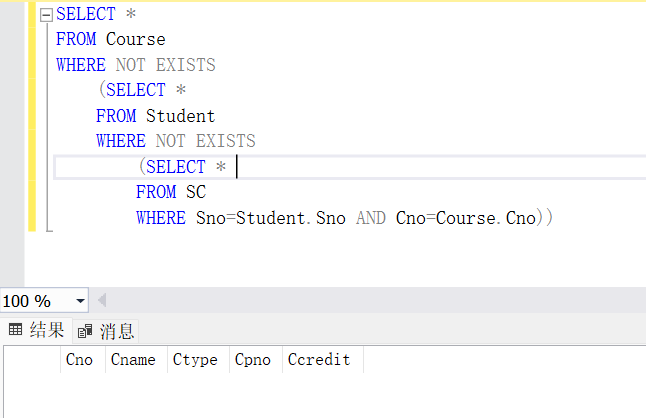 SELECT *
FROM Course
WHERE NOT EXISTS
(SELECT *
FROM Student
WHERE NOT EXISTS
(SELECT *
FROM SC
WHERE Sno=Student.Sno AND Cno=Course.Cno))
100 %
结果 消息
Cno Cname Ctype Cpno Ccredit